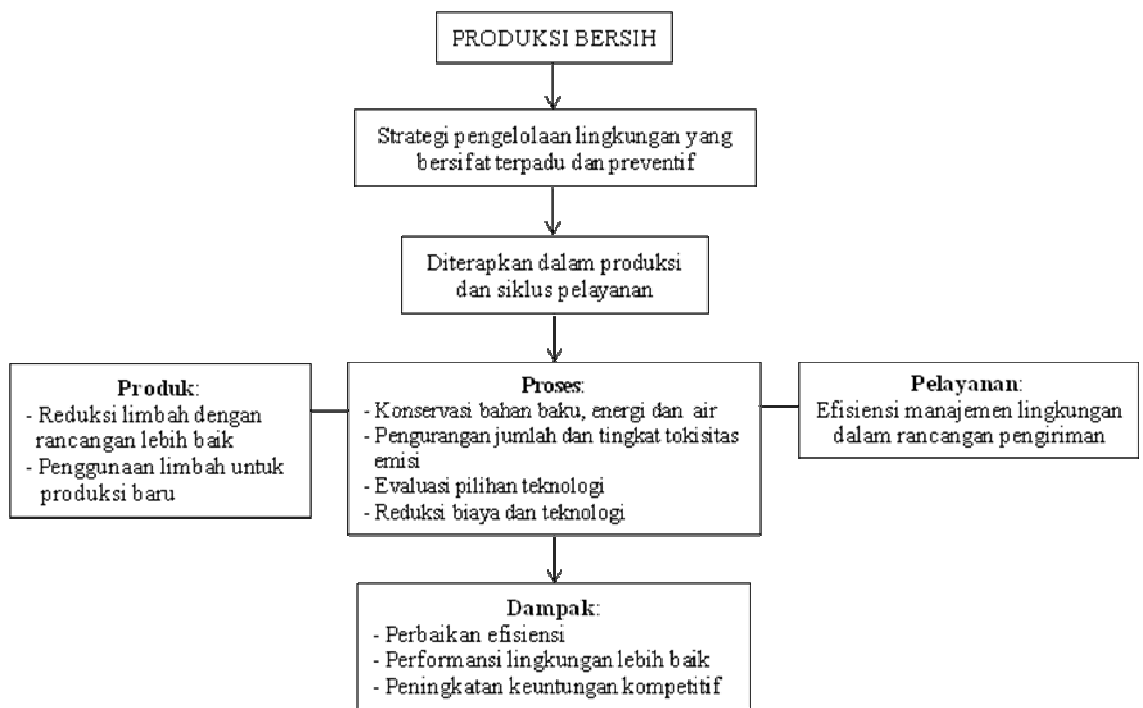 PRODUKSI BERSIH
Strategi pengelolaan lingkungan yang
bersifat terpadu dan preventif
Diterapkan dalam produksi
dan siklus pelayanan
Produk:
- Reduksi limbah dengan
rancangan lebih baik
- Penggunaan limbah untuk
produksi baru
Proses:
- Konservasi bahan baku, energi dan air
- Pengurangan jumlah dan tingkat tokisitas
emisi
- Evaluasi pilihan teknologi
- Reduksi biaya dan teknologi
Pelayanan:
Efisiensi manajemen lingkungan
dalam rancangan pengiriman
Dampak:
- Perbaikan efisiensi
- Performansi lingkungan lebih baik
- Peningkatan keuntungan kompetitif